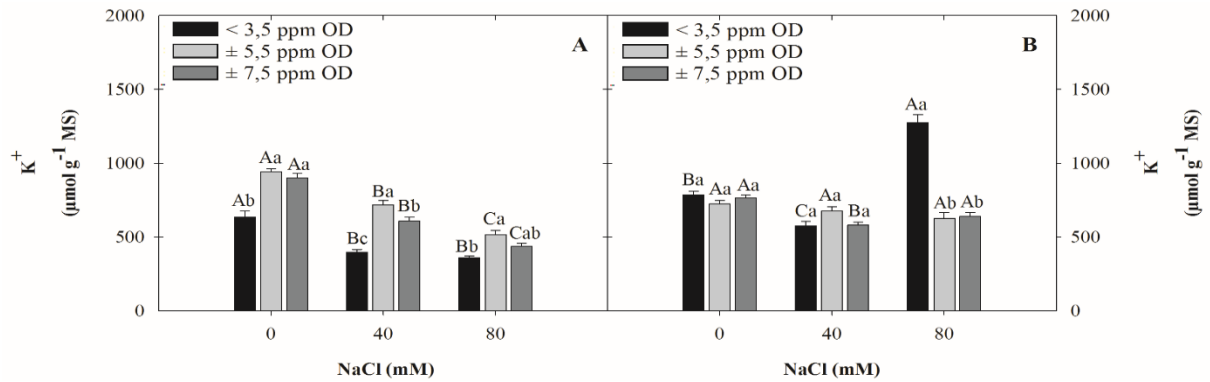 2000
1500
1000
500
0
K+
(µmol g-1 MS)
< 3,5 ppm OD
± 5,5 ppm OD
± 7,5 ppm OD
A
Ab Aa Aa
Bc Ba Bb
Bb Ca Cab
0 40 80
NaCl (mM)
< 3,5 ppm OD
± 5,5 ppm OD
± 7,5 ppm OD
B
Ba Aa Aa
Ca Aa Ba
Aa Ab Ab
0 40 80
NaCl (mM)
2000
1500
1000
500
0
K+
(µmol g-1 MS)